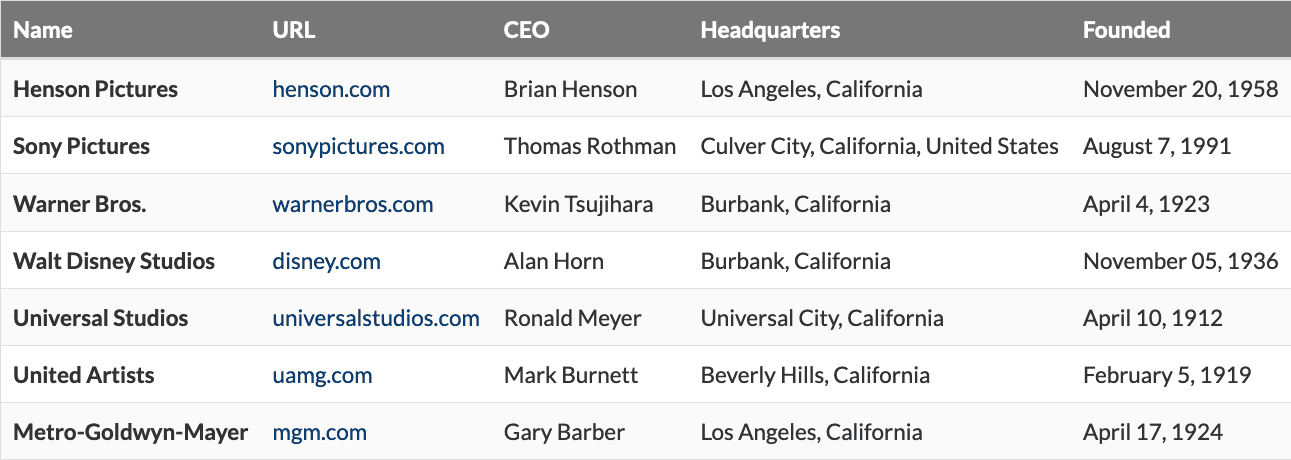 Name URL CEO Headquarters Founded
Henson Pictures henson.com Brian Henson Los Angeles, California November 20, 1958
Sony Pictures sonypictures.com Thomas Rothman Culver City, California, United States August 7, 1991
Warner Bros. warnerbros.com Kevin Tsujihara Burbank, California April 4, 1923
Walt Disney Studios disney.com Alan Horn Burbank, California November 05, 1936
Universal Studios universalstudios.com Ronald Meyer Universal City, California April 10, 1912
United Artists uamg.com Mark Burnett Beverly Hills, California February 5, 1919
Metro-Goldwyn-Mayer mgm.com Gary Barber Los Angeles, California April 17, 1924